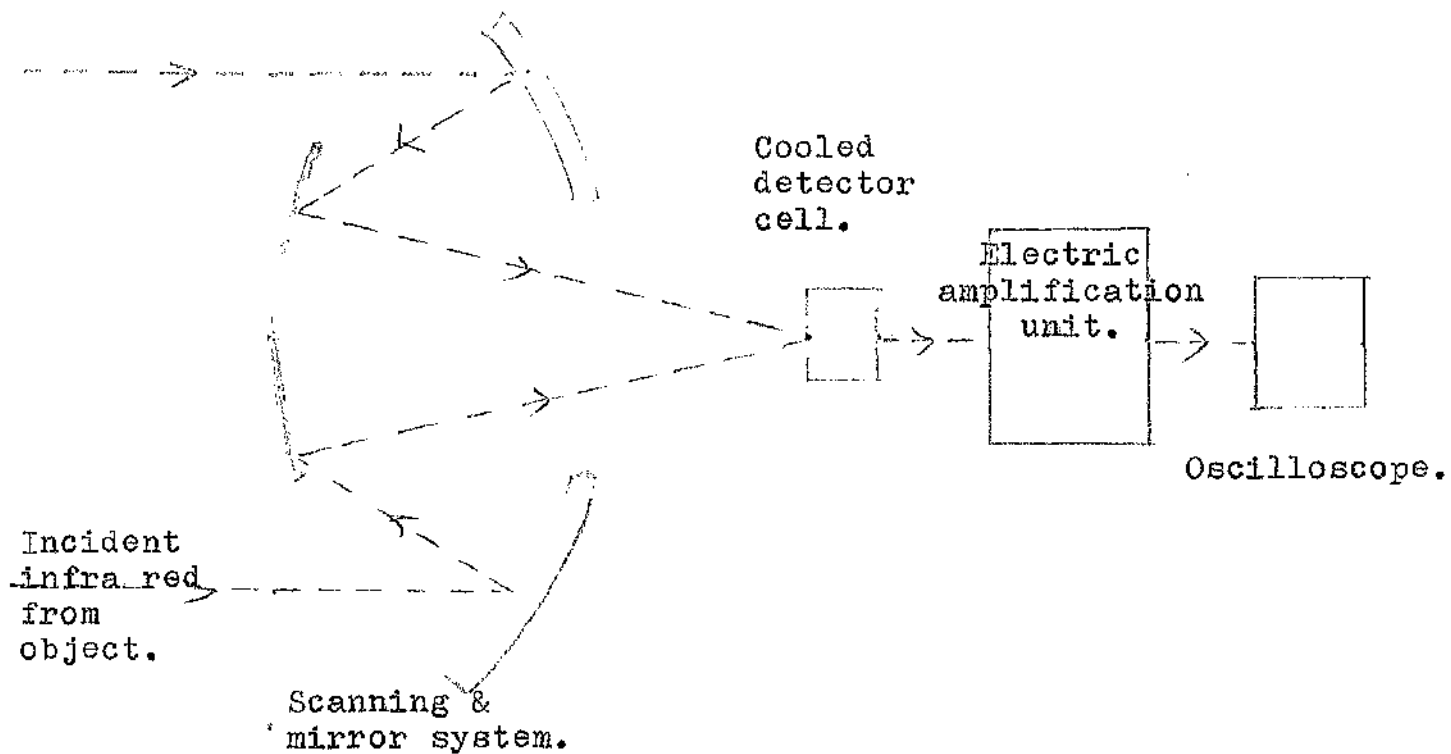 Cooled
detector
cell.
Electric
amplification
unit.
Oscilloscope.
Incident
infra red
from
object.
Scanning &
mirror system.